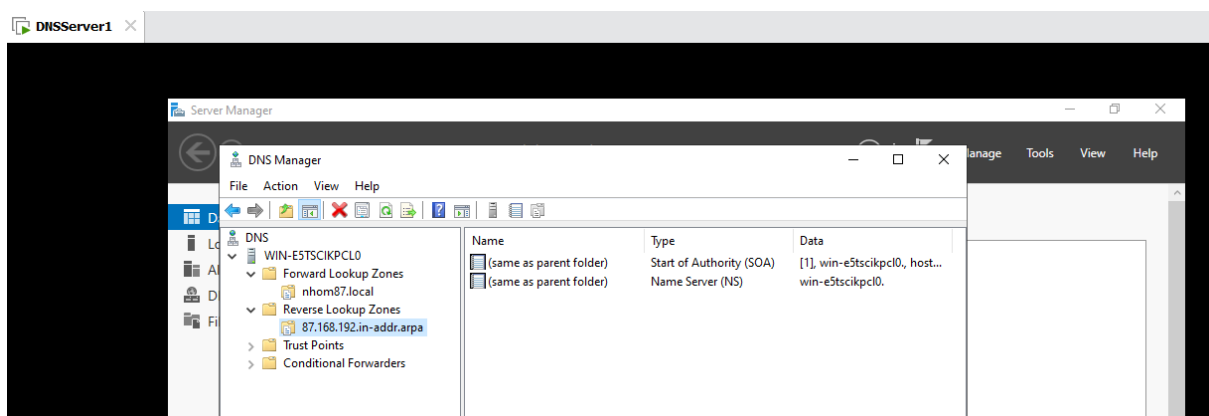 DNSServer1
Server Manager
DNS Manager
Tools View Help
File Action View Help
DNS
WIN-E5TSCIKPCL0
Forward Lookup Zones
nhom87.local
Reverse Lookup Zones
87.168.192.in-addr.arpa
Trust Points
Conditional Forwarders
Name Type Data
(same as parent folder) Start of Authority (SOA) [1], win-e5tscikpcl0., host...
(same as parent folder) Name Server (NS) win-e5tscikpcl0.